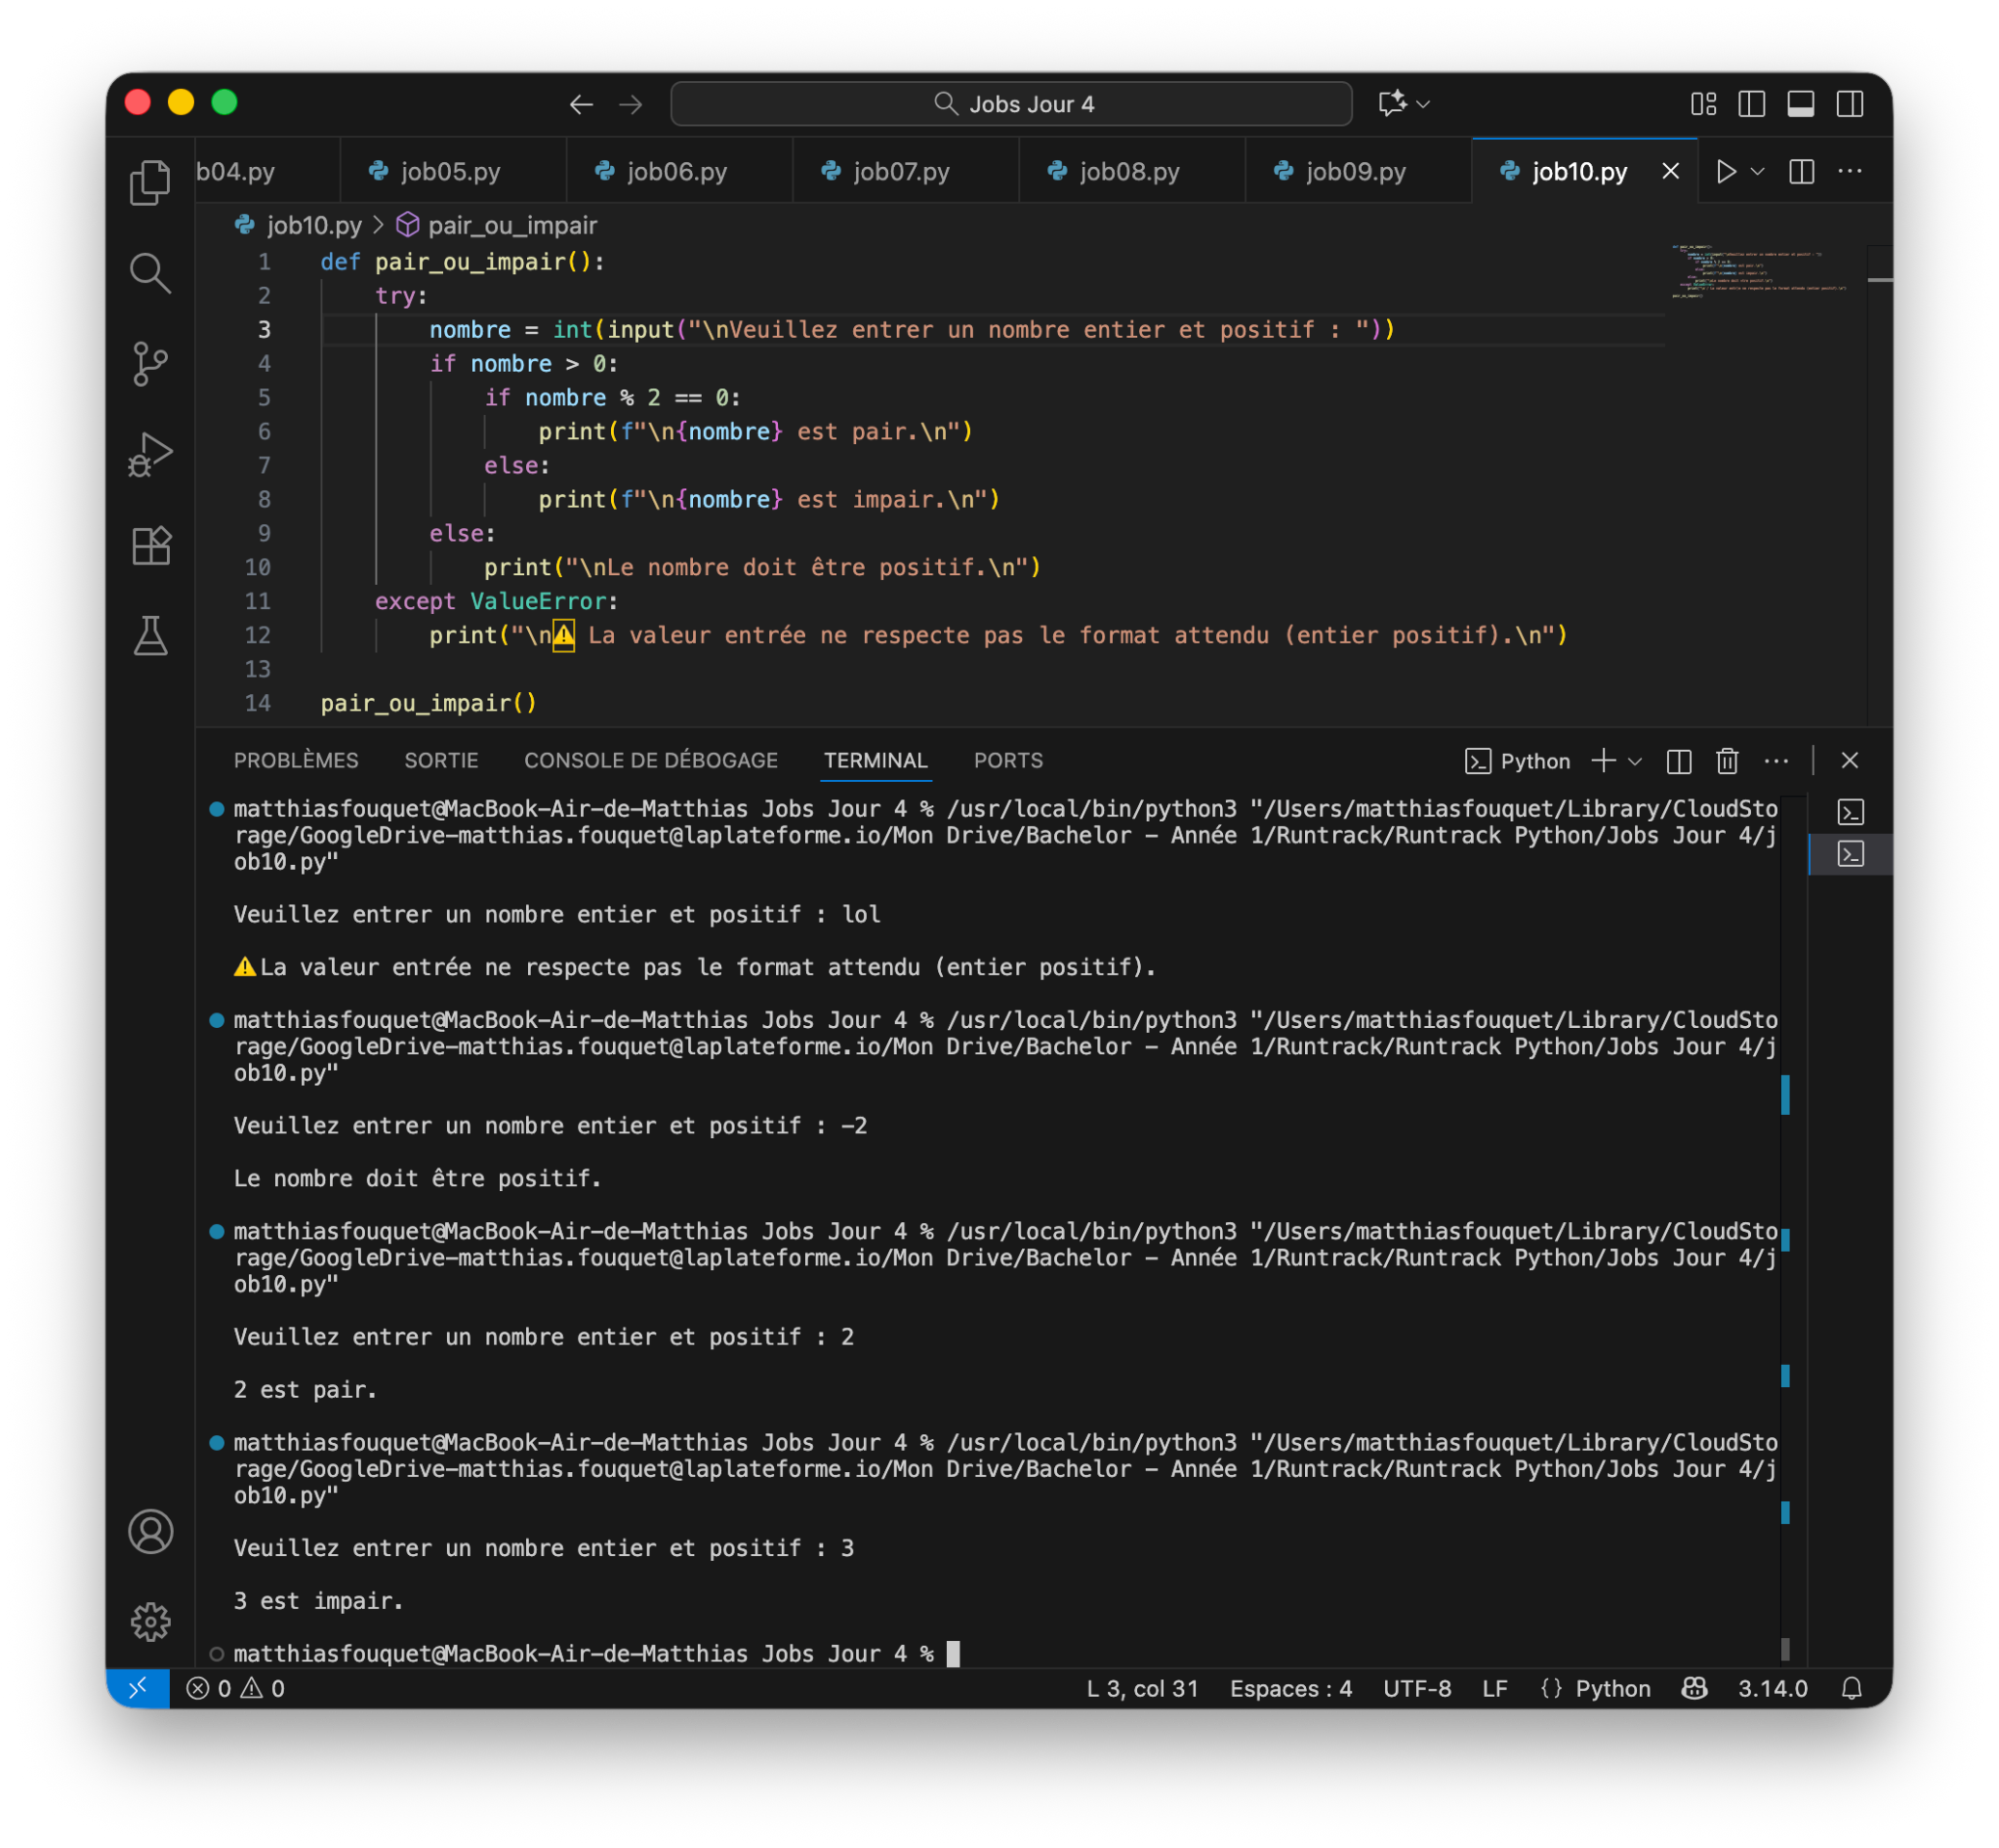 Jobs Jour 4
b04.py job05.py job06.py job07.py job08.py job09.py job10.py
job10.py > pair_ou_impair
1 def pair_ou_impair():
2     try:
3         nombre = int(input("\nVeuillez entrer un nombre entier et positif : "))
4         if nombre > 0:
5             if nombre % 2 == 0:
6                 print(f"\n{nombre} est pair.\n")
7             else:
8                 print(f"\n{nombre} est impair.\n")
9         else:
10             print("\nLe nombre doit être positif.\n")
11     except ValueError:
12         print("\n⚠ La valeur entrée ne respecte pas le format attendu (entier positif).\n")
13
14 pair_ou_impair()
PROBLÈMES SORTIE CONSOLE DE DÉBOGAGE TERMINAL PORTS Python
matthiasfouquet@MacBook-Air-de-Matthias Jobs Jour 4 % /usr/local/bin/python3 "/Users/matthiasfouquet/Library/CloudSto
rage/GoogleDrive-matthias.fouquet@laplateforme.io/Mon Drive/Bachelor - Année 1/Runtrack/Runtrack Python/Jobs Jour 4/j
ob10.py"
Veuillez entrer un nombre entier et positif : lol
⚠La valeur entrée ne respecte pas le format attendu (entier positif).
matthiasfouquet@MacBook-Air-de-Matthias Jobs Jour 4 % /usr/local/bin/python3 "/Users/matthiasfouquet/Library/CloudSto
rage/GoogleDrive-matthias.fouquet@laplateforme.io/Mon Drive/Bachelor - Année 1/Runtrack/Runtrack Python/Jobs Jour 4/j
ob10.py"
Veuillez entrer un nombre entier et positif : -2
Le nombre doit être positif.
matthiasfouquet@MacBook-Air-de-Matthias Jobs Jour 4 % /usr/local/bin/python3 "/Users/matthiasfouquet/Library/CloudSto
rage/GoogleDrive-matthias.fouquet@laplateforme.io/Mon Drive/Bachelor - Année 1/Runtrack/Runtrack Python/Jobs Jour 4/j
ob10.py"
Veuillez entrer un nombre entier et positif : 2
2 est pair.
matthiasfouquet@MacBook-Air-de-Matthias Jobs Jour 4 % /usr/local/bin/python3 "/Users/matthiasfouquet/Library/CloudSto
rage/GoogleDrive-matthias.fouquet@laplateforme.io/Mon Drive/Bachelor - Année 1/Runtrack/Runtrack Python/Jobs Jour 4/j
ob10.py"
Veuillez entrer un nombre entier et positif : 3
3 est impair.
matthiasfouquet@MacBook-Air-de-Matthias Jobs Jour 4 %
0 0 L 3, col 31 Espaces : 4 UTF-8 LF {} Python 3.14.0